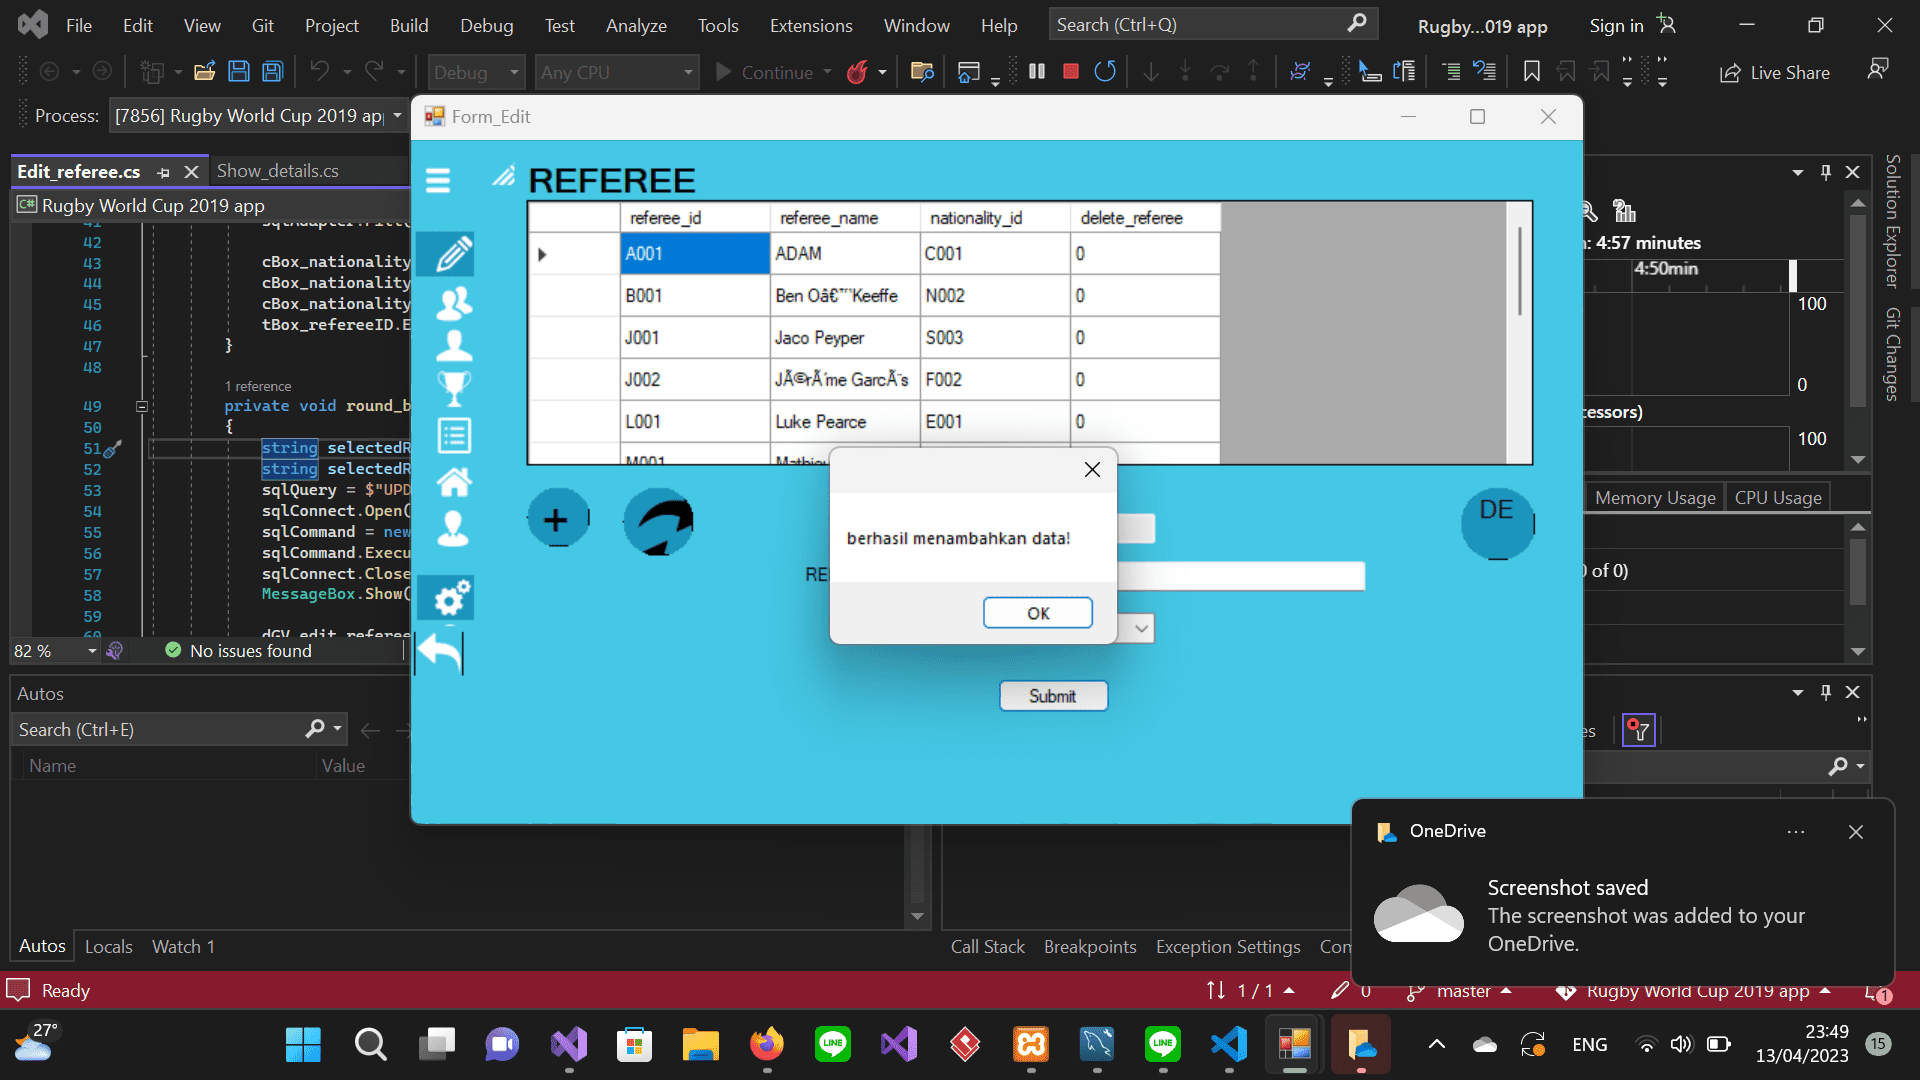 File Edit View Git Project Build Debug Test Analyze Tools Extensions Window Help Search (Ctrl+Q) Rugby...019 app Sign in
Debug Any CPU Continue Live Share
Process: [7856] Rugby World Cup 2019 ap
Form_Edit
Edit_referee.cs Show_details.cs
Rugby World Cup 2019 app
42
43 cBox_nationality
44 cBox_nationality
45 cBox_nationality
46 tBox_refereeID.E
47 }
48
1 reference
49 private void round_b
50 {
51 string selectedR
52 string selectedR
53 sqlQuery = $"UPD
54 sqlConnect.Open(
55 sqlCommand = new
56 sqlCommand.Execu
57 sqlConnect.Close
58 MessageBox.Show(
59
60 dGV_edit_referee
82 % No issues found
REFEREE
referee_id referee_name nationality_id delete_referee
A001 ADAM C001 0
B001 Ben Oâ€™Keeffe N002 0
J001 Jaco Peyper S003 0
J002 JÃ©rÃ´me GarcÃ¨s F002 0
L001 Luke Pearce E001 0
M001 Mathieu
DE
berhasil menambahkan data!
OK
RE
Submit
n: 4:57 minutes
4:50min
100
0
cessors)
100
Memory Usage CPU Usage
0 of 0)
Solution Explorer
Git Changes
Autos
Search (Ctrl+E)
Name Value
es
Autos Locals Watch 1
Call Stack Breakpoints Exception Settings Com
OneDrive
Screenshot saved
The screenshot was added to your
OneDrive.
Ready 1 / 1 0 master Rugby World Cup 2019 app 1
27°
LINE LINE
ENG 23:49
13/04/2023 15